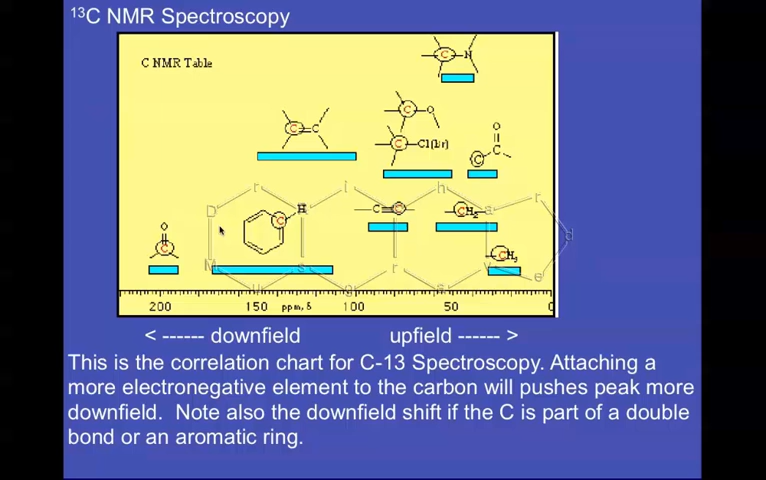 ¹³C NMR Spectroscopy
C NMR Table
C N
C O
C=C
C Cl(Br)
O
C
C
H
C
C C
CH₂
CH₃
O
C
200 150 ppm, δ 100 50 0
< ------ downfield upfield ------ >
This is the correlation chart for C-13 Spectroscopy. Attaching a
more electronegative element to the carbon will pushes peak more
downfield. Note also the downfield shift if the C is part of a double
bond or an aromatic ring.